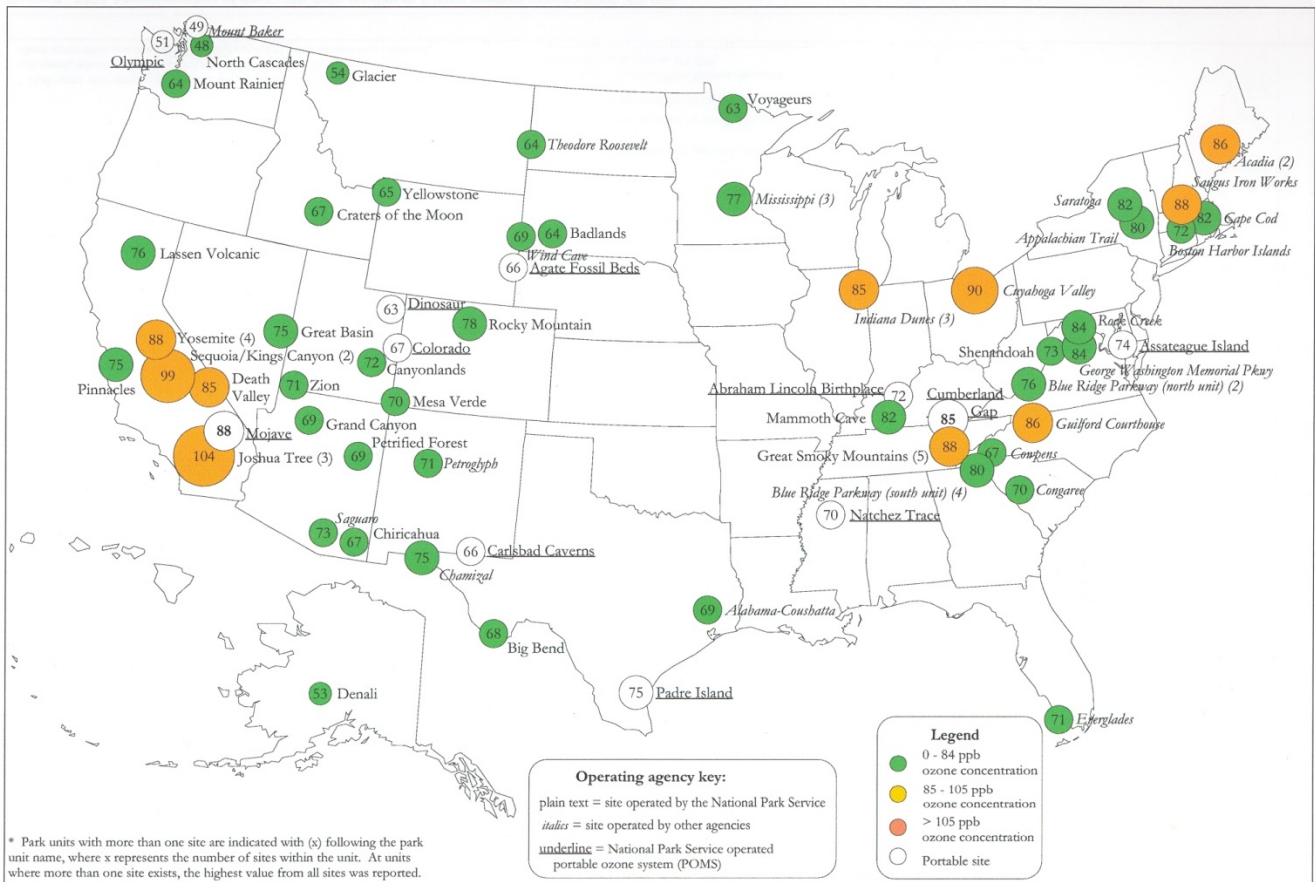 49
Mount Baker
51
48
Olympic
North Cascades
64
Mount Rainier
54
Glacier
63
Voyageurs
64
Theodore Roosevelt
86
Acadia (2)
65
Yellowstone
67
Craters of the Moon
77
Mississippi (3)
Saugus Iron Works
Saratoga
82
88
82
Cape Cod
80
72
Appalachian Trail
Boston Harbor Islands
69
64
Badlands
Wind Cave
66
Agate Fossil Beds
76
Lassen Volcanic
85
Indiana Dunes (3)
90
Cuyahoga Valley
Dinosaur
63
78
Rocky Mountain
75
Great Basin
67
Colorado
72
Canyonlands
88
Yosemite (4)
Sequoia/Kings Canyon (2)
99
75
Pinnacles
85
Death
Valley
71
Zion
70
Mesa Verde
84
Rock Creek
Shenandoah
73
84
74
Assateague Island
George Washington Memorial Pkwy
76
Blue Ridge Parkway (north unit) (2)
Abraham Lincoln Birthplace
72
Cumberland
Gap
85
Mammoth Cave
82
86
Guilford Courthouse
88
Mojave
69
Grand Canyon
104
Joshua Tree (3)
Petrified Forest
69
71
Petroglyph
Great Smoky Mountains (5)
88
67
Cowpens
80
Blue Ridge Parkway (south unit) (4)
70
Congaree
70
Natchez Trace
Saguaro
73
67
Chiricahua
75
Chamizal
66
Carlsbad Caverns
69
Alabama-Coushatta
68
Big Bend
53
Denali
75
Padre Island
71
Everglades
Operating agency key:
plain text = site operated by the National Park Service
italics = site operated by other agencies
underline = National Park Service operated
portable ozone system (POMS)
Legend
0 - 84 ppb
ozone concentration
85 - 105 ppb
ozone concentration
> 105 ppb
ozone concentration
Portable site
* Park units with more than one site are indicated with (x) following the park
unit name, where x represents the number of sites within the unit. At units
where more than one site exists, the highest value from all sites was reported.